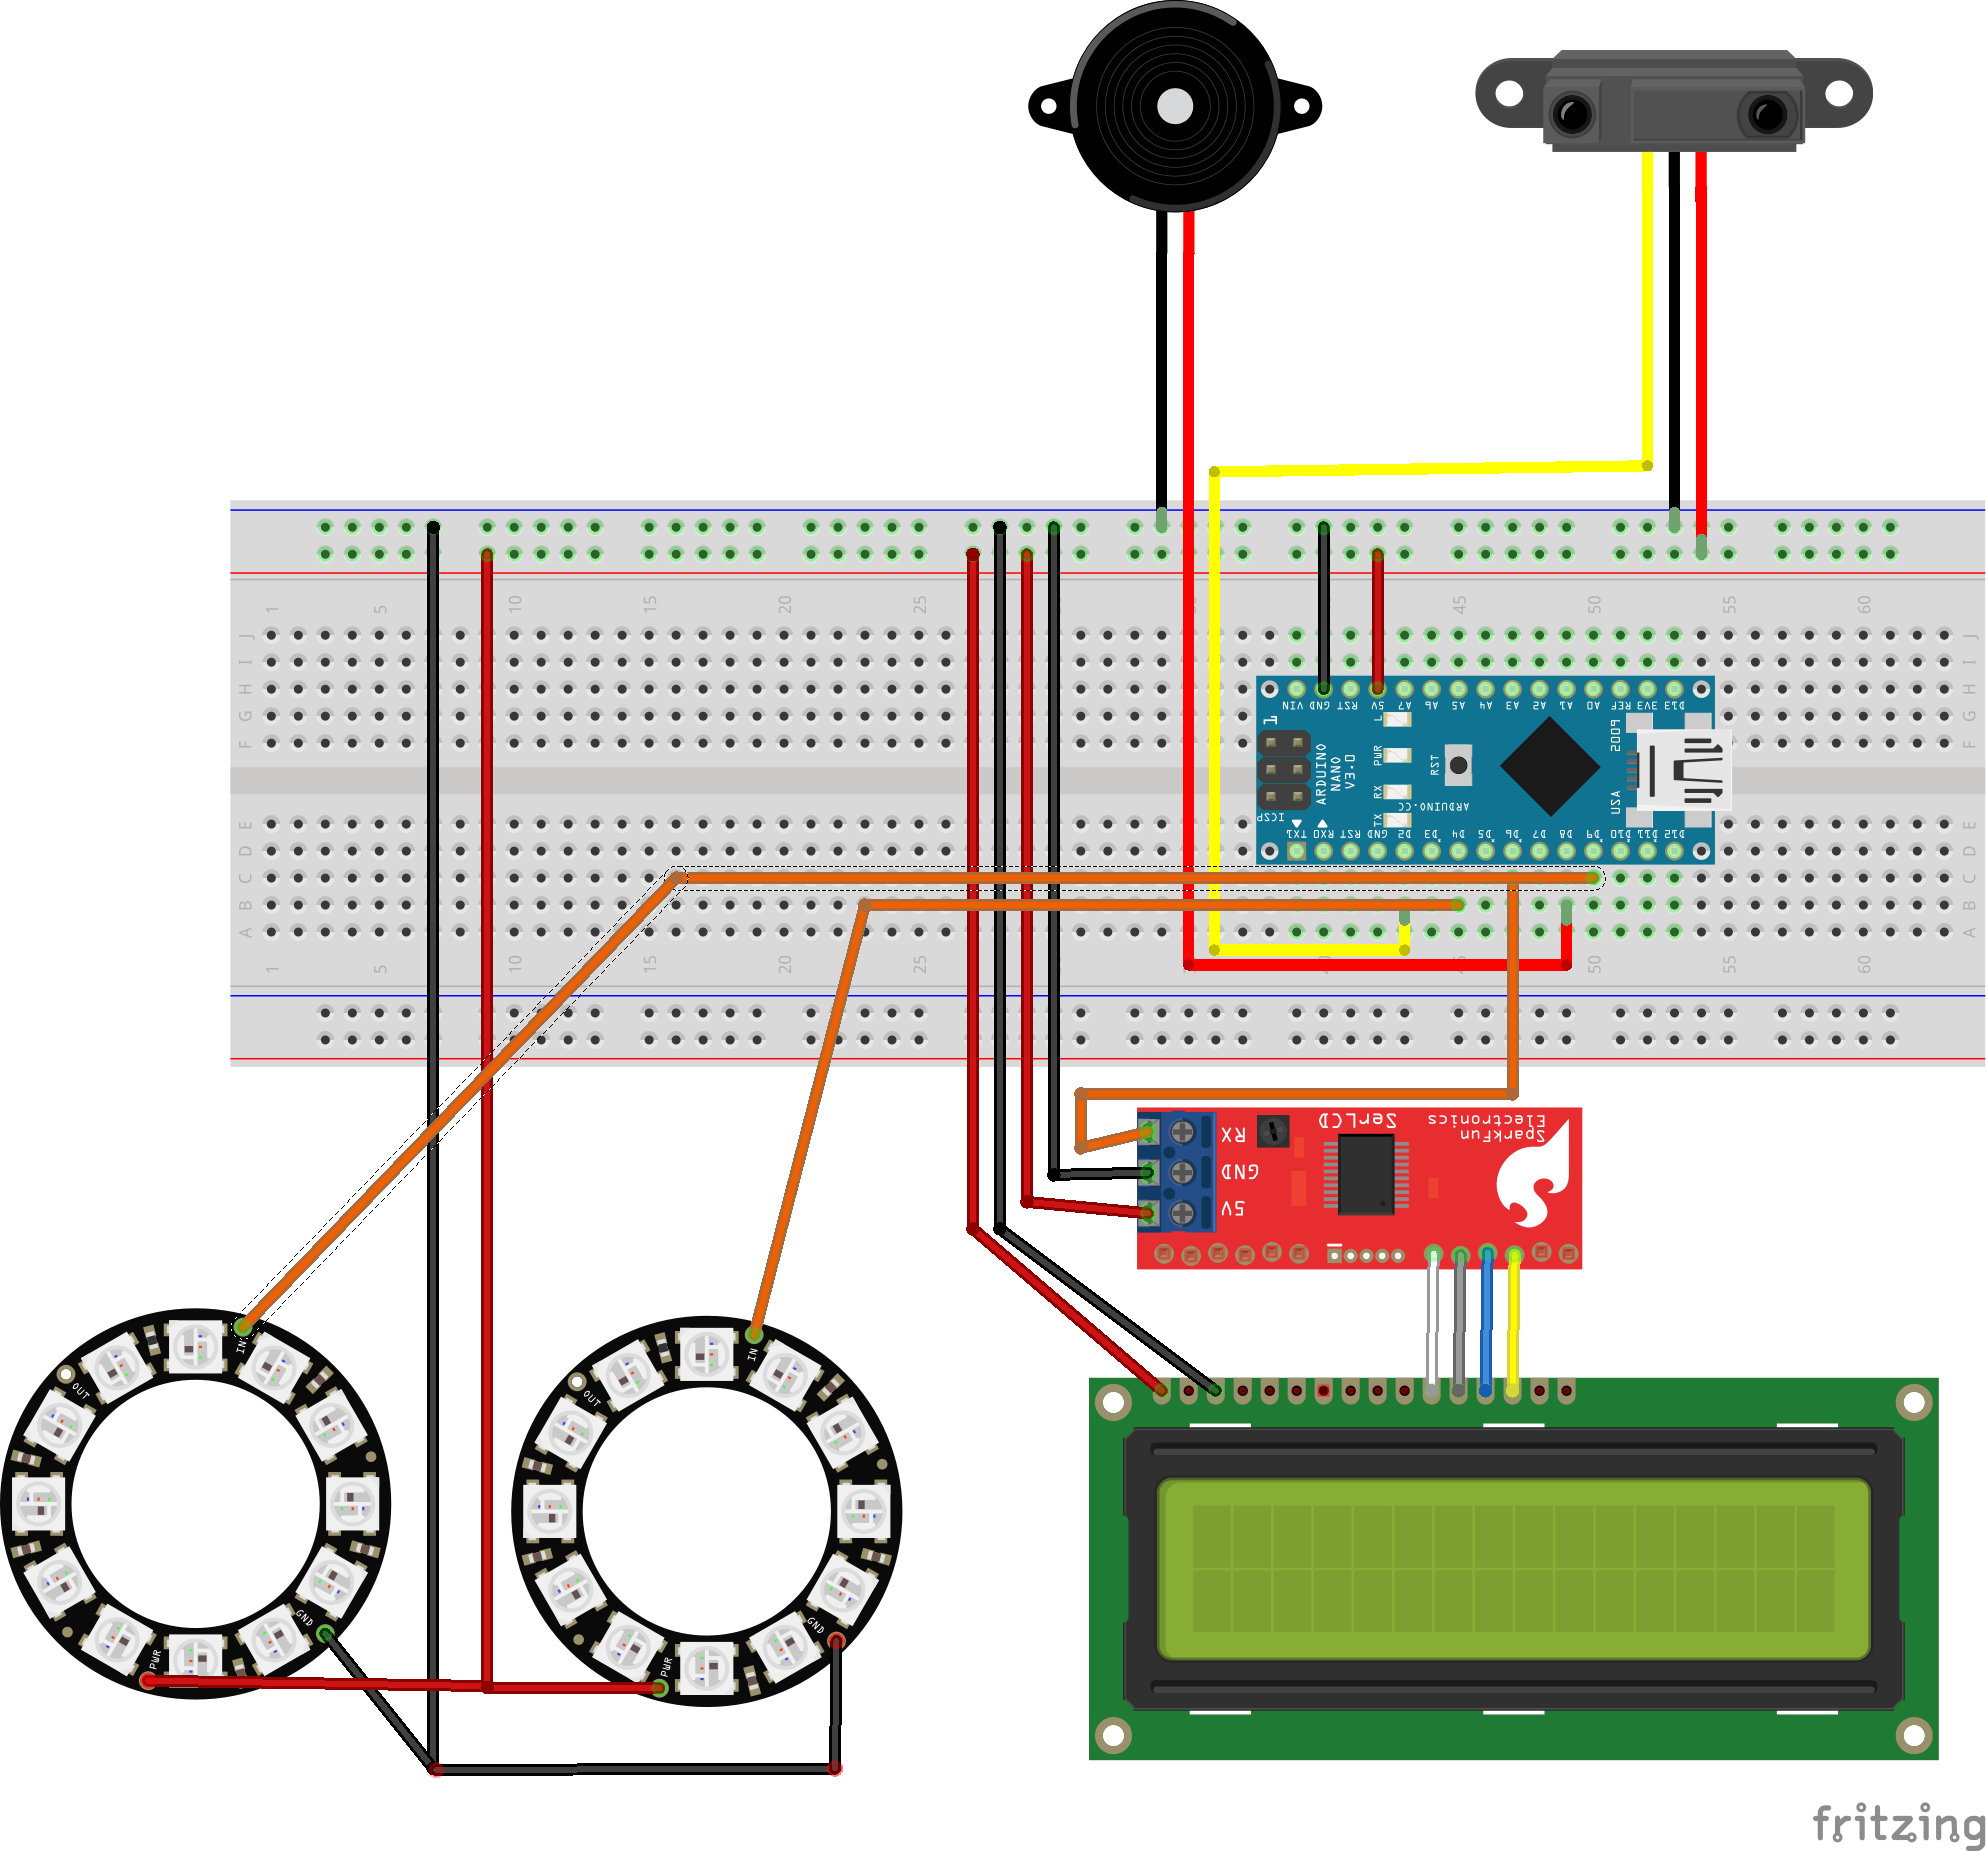 1 5 10 15 20 25 45 50 55 60
J J
I I
H H
G
F F
VIN GND RST 5V A7 A6 A5 A4 A3 A2 A1 A0 REF 3V3 D13
1
L
PWR
RX
TX
ARDUINO
NANO
V3.0
RST
ARDUINO.CC
FOOS
USA
ICSP
TX1 RX0 RST GND D2 D3 D4 D5 D6 D7 D8 D9 D10 D11 D12
E E
D D
C C
B B
A A
1 5 10 15 20 25 50 55 60
RX
GND
5V
SerLCD
SparkFun
Electronics
IN
OUT
GND
PWR
IN
OUT
GND
PWR
fritzing